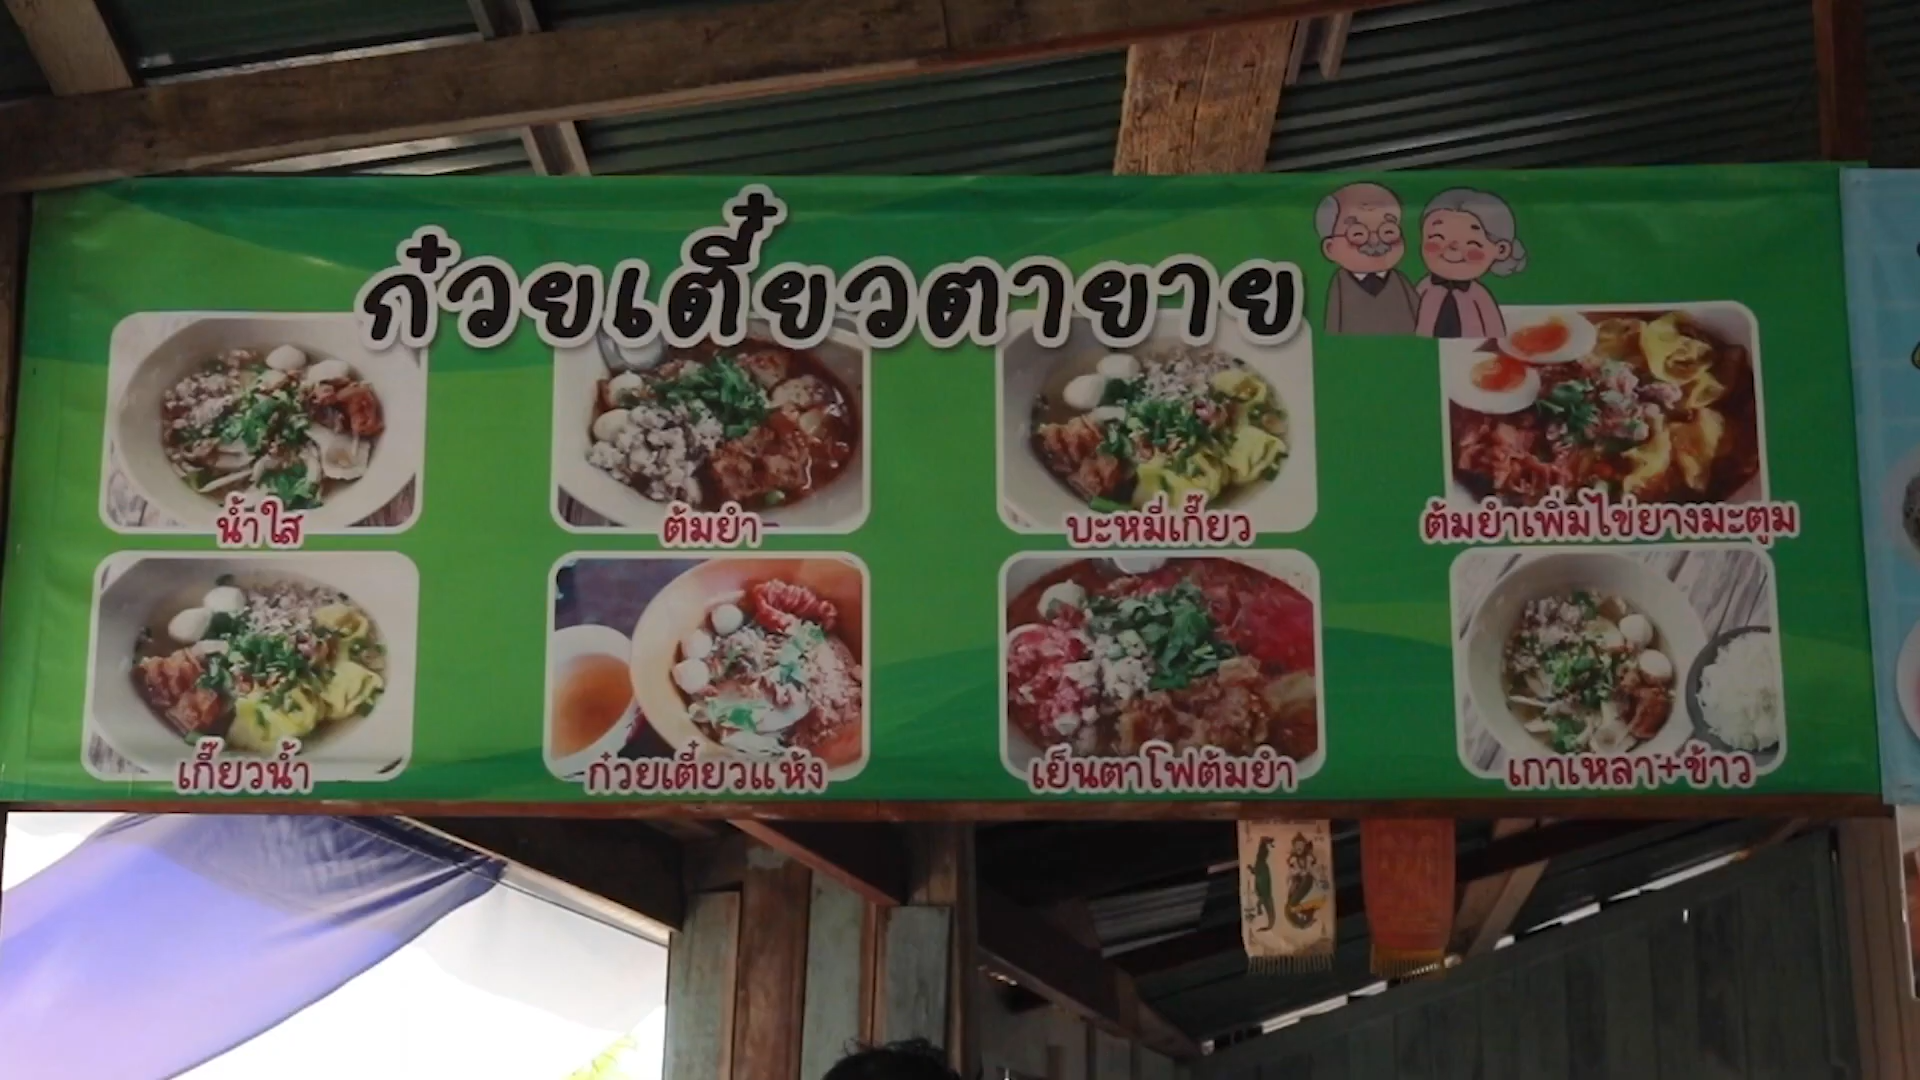 ก๋วยเตี๋ยวตายาย
น้ำใส
ต้มยำ
บะหมี่เกี๊ยว
ต้มยำเพิ่มไข่ยางมะตูม
เกี๊ยวน้ำ
ก๋วยเตี๋ยวแห้ง
เย็นตาโฟต้มยำ
เกาเหลา+ข้าว